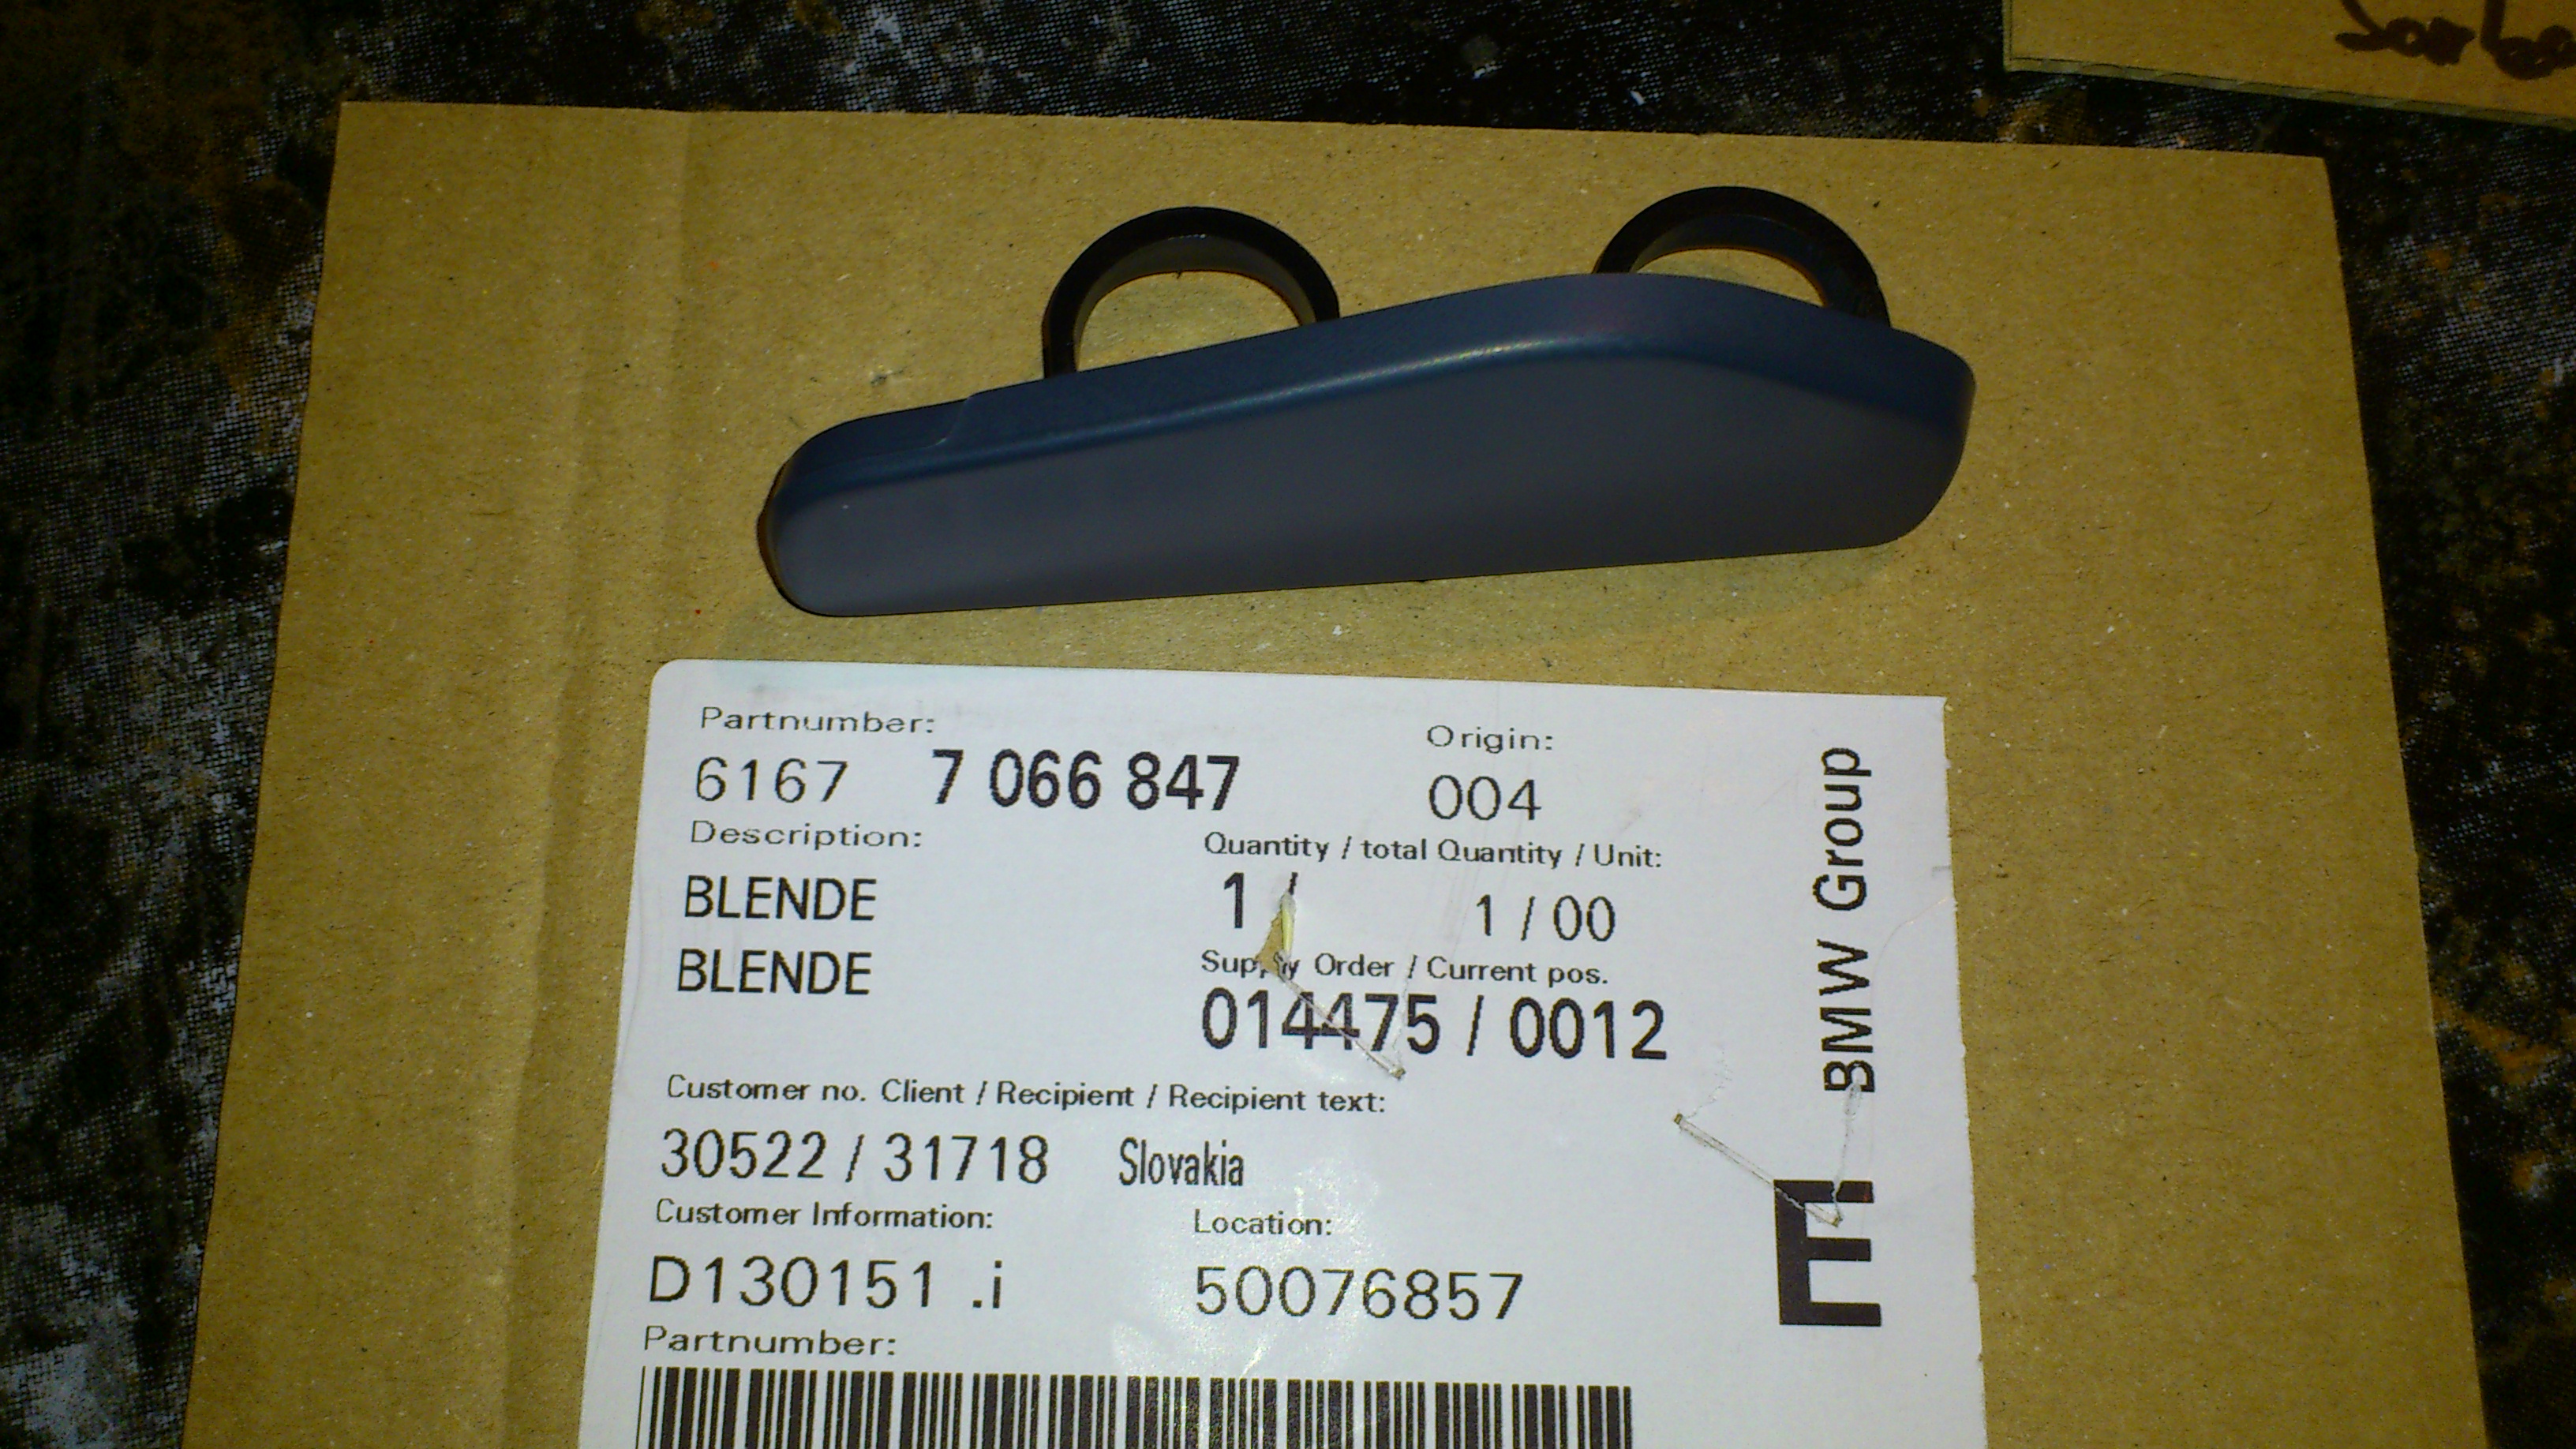 Partnumber:
Origin:
6167 7 066 847
004
Description:
Quantity / total Quantity / Unit:
BLENDE
1 / 1 / 00
BLENDE
Supply Order / Current pos.
014475 / 0012
Customer no. Client / Recipient / Recipient text:
30522 / 31718 Slovakia
Customer Information:
Location:
D130151 .i
50076857
Partnumber:
BMW Group
E